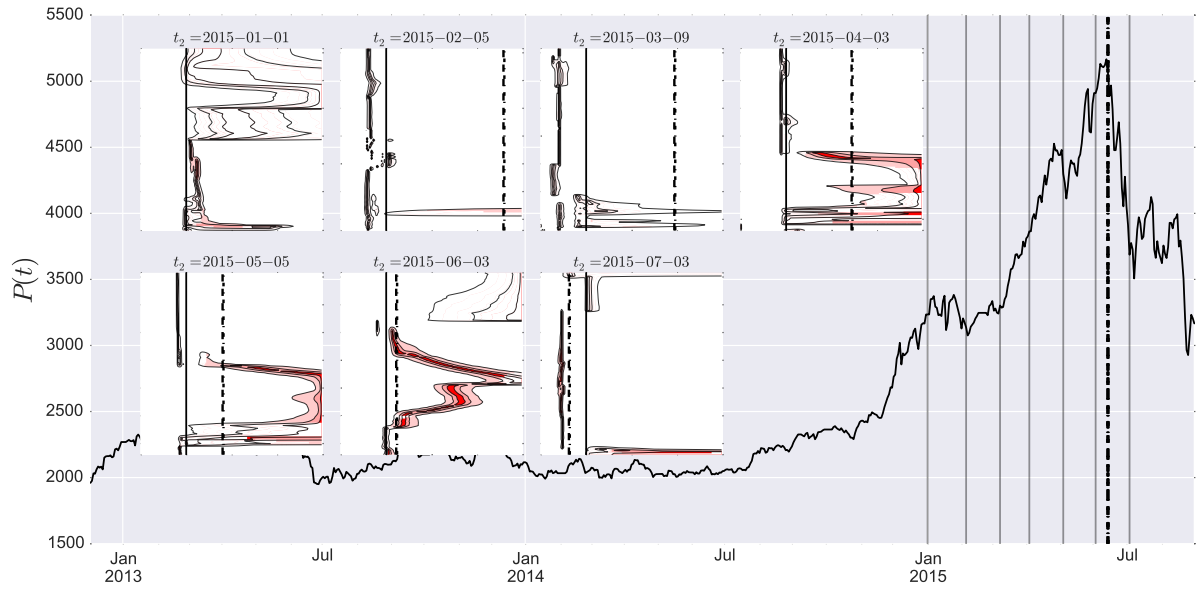 5500
5000
4500
4000
3500
3000
2500
2000
1500
P(t)
t₂ =2015−01−01
t₂ =2015−02−05
t₂ =2015−03−09
t₂ =2015−04−03
t₂ =2015−05−05
t₂ =2015−06−03
t₂ =2015−07−03
Jan
2013
Jul
Jan
2014
Jul
Jan
2015
Jul